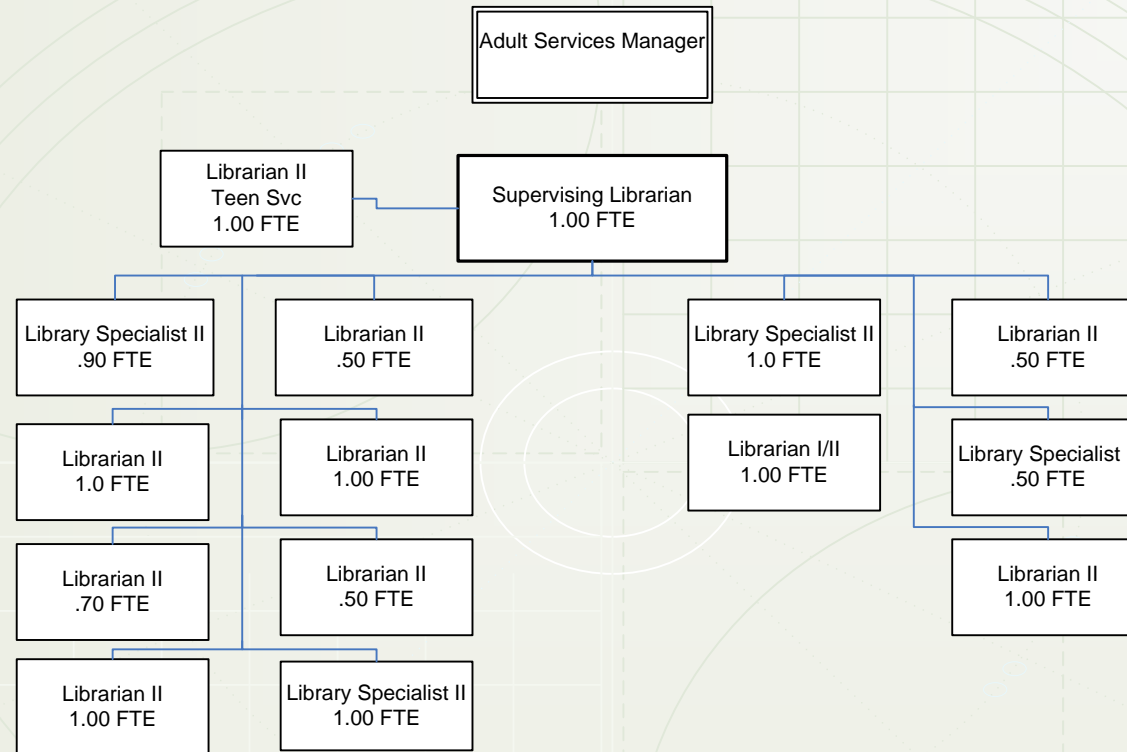 Adult Services Manager
Librarian II
Teen Svc
1.00 FTE
Supervising Librarian
1.00 FTE
Library Specialist II
.90 FTE
Librarian II
.50 FTE
Library Specialist II
1.0 FTE
Librarian II
.50 FTE
Librarian II
1.0 FTE
Librarian II
1.00 FTE
Librarian I/II
1.00 FTE
Library Specialist
.50 FTE
Librarian II
.70 FTE
Librarian II
.50 FTE
Librarian II
1.00 FTE
Librarian II
1.00 FTE
Library Specialist II
1.00 FTE